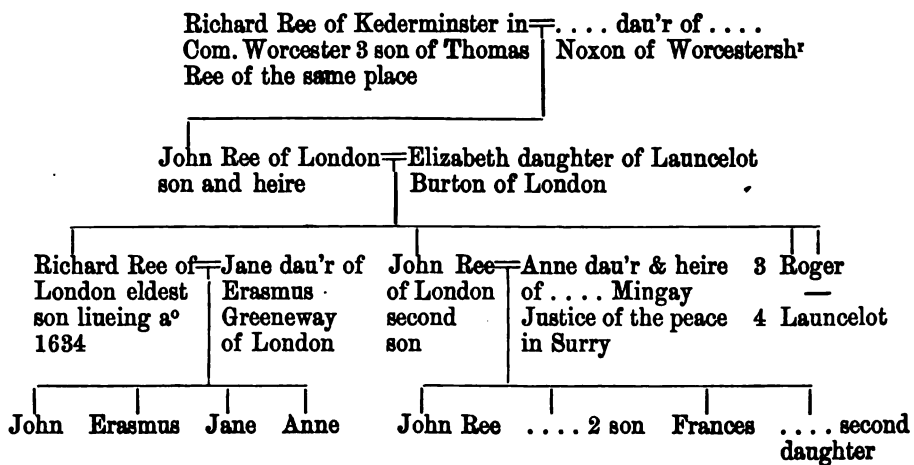 Richard Ree of Kederminster in=.... dau'r of ....
Com. Worcester 3 son of Thomas Noxon of Worcestershʳ
Ree of the same place
John Ree of London=Elizabeth daughter of Launcelot
son and heire Burton of London
Richard Ree of=Jane dau'r of John Ree=Anne dau'r & heire 3 Roger
London eldest Erasmus of London of .... Mingay —
son liueing aº Greeneway second Justice of the peace 4 Launcelot
1634 of London son in Surry
John Erasmus Jane Anne John Ree .... 2 son Frances .... second
daughter